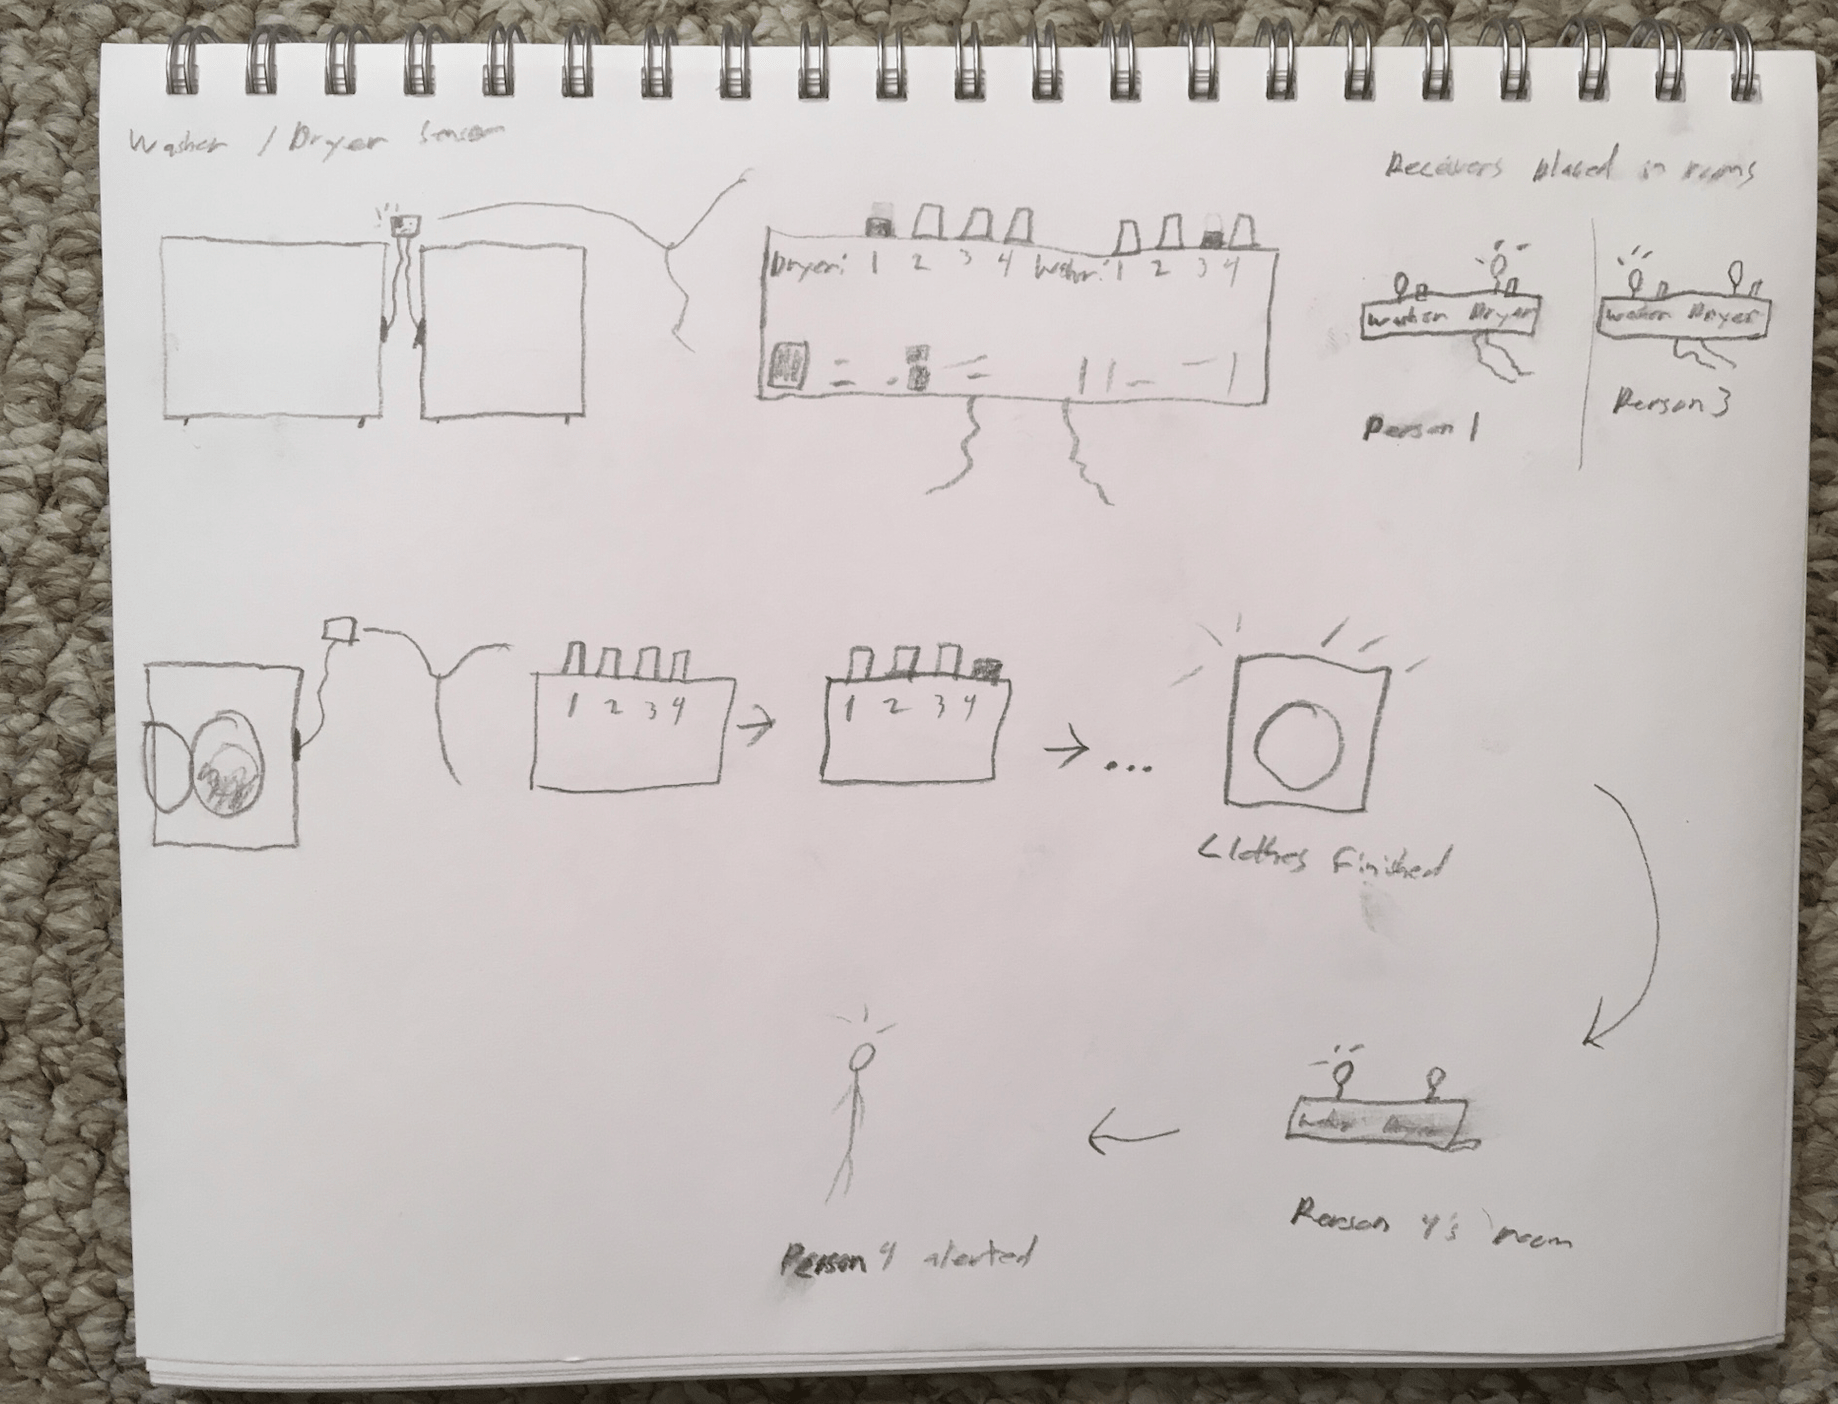 Washer / Dryer Sensor
Receivers placed in rooms
Dryer: 1 2 3 4 Washer: 1 2 3 4
Washer Dryer
Washer Dryer
Person 1
Person 3
1 2 3 4
1 2 3 4
Clothes Finished
Washer Dryer
Person 4's room
Person 4 alerted